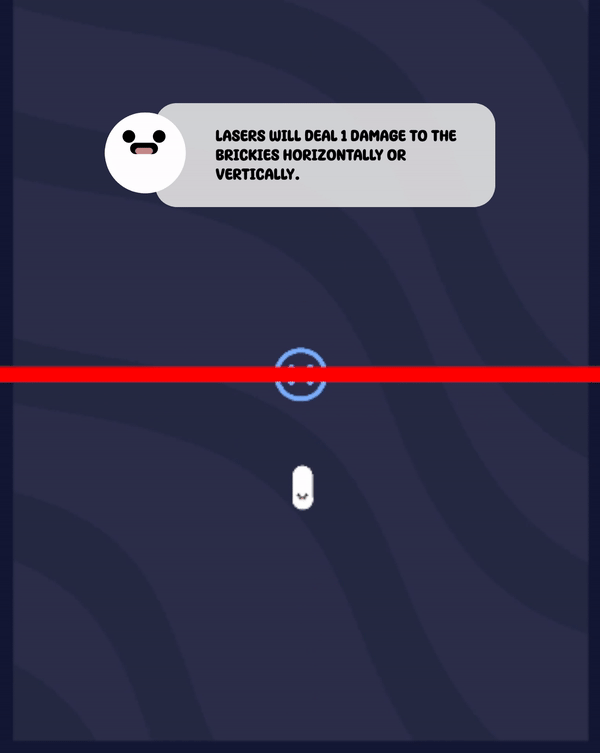 LASERS WILL DEAL 1 DAMAGE TO THE
BRICKIES HORIZONTALLY OR
VERTICALLY.